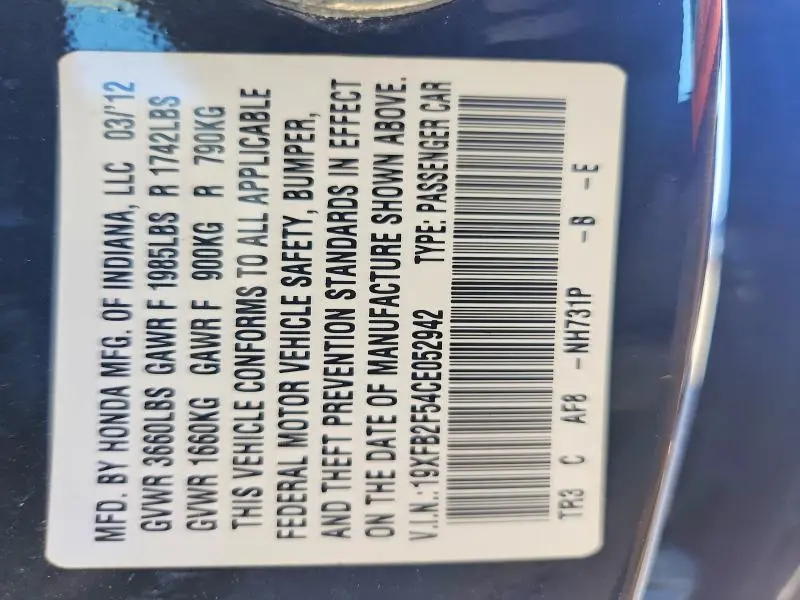 MFD. BY HONDA MFG. OF INDIANA, LLC 03/'12
GVWR 3660LBS GAWR F 1985LBS R 1742LBS
GVWR 1660KG GAWR F 900KG R 790KG
THIS VEHICLE CONFORMS TO ALL APPLICABLE
FEDERAL MOTOR VEHICLE SAFETY, BUMPER,
AND THEFT PREVENTION STANDARDS IN EFFECT
ON THE DATE OF MANUFACTURE SHOWN ABOVE.
V.I.N.: 19XFB2F54CE052942 TYPE: PASSENGER CAR
TR3 C AF8 -NH731P -B -E